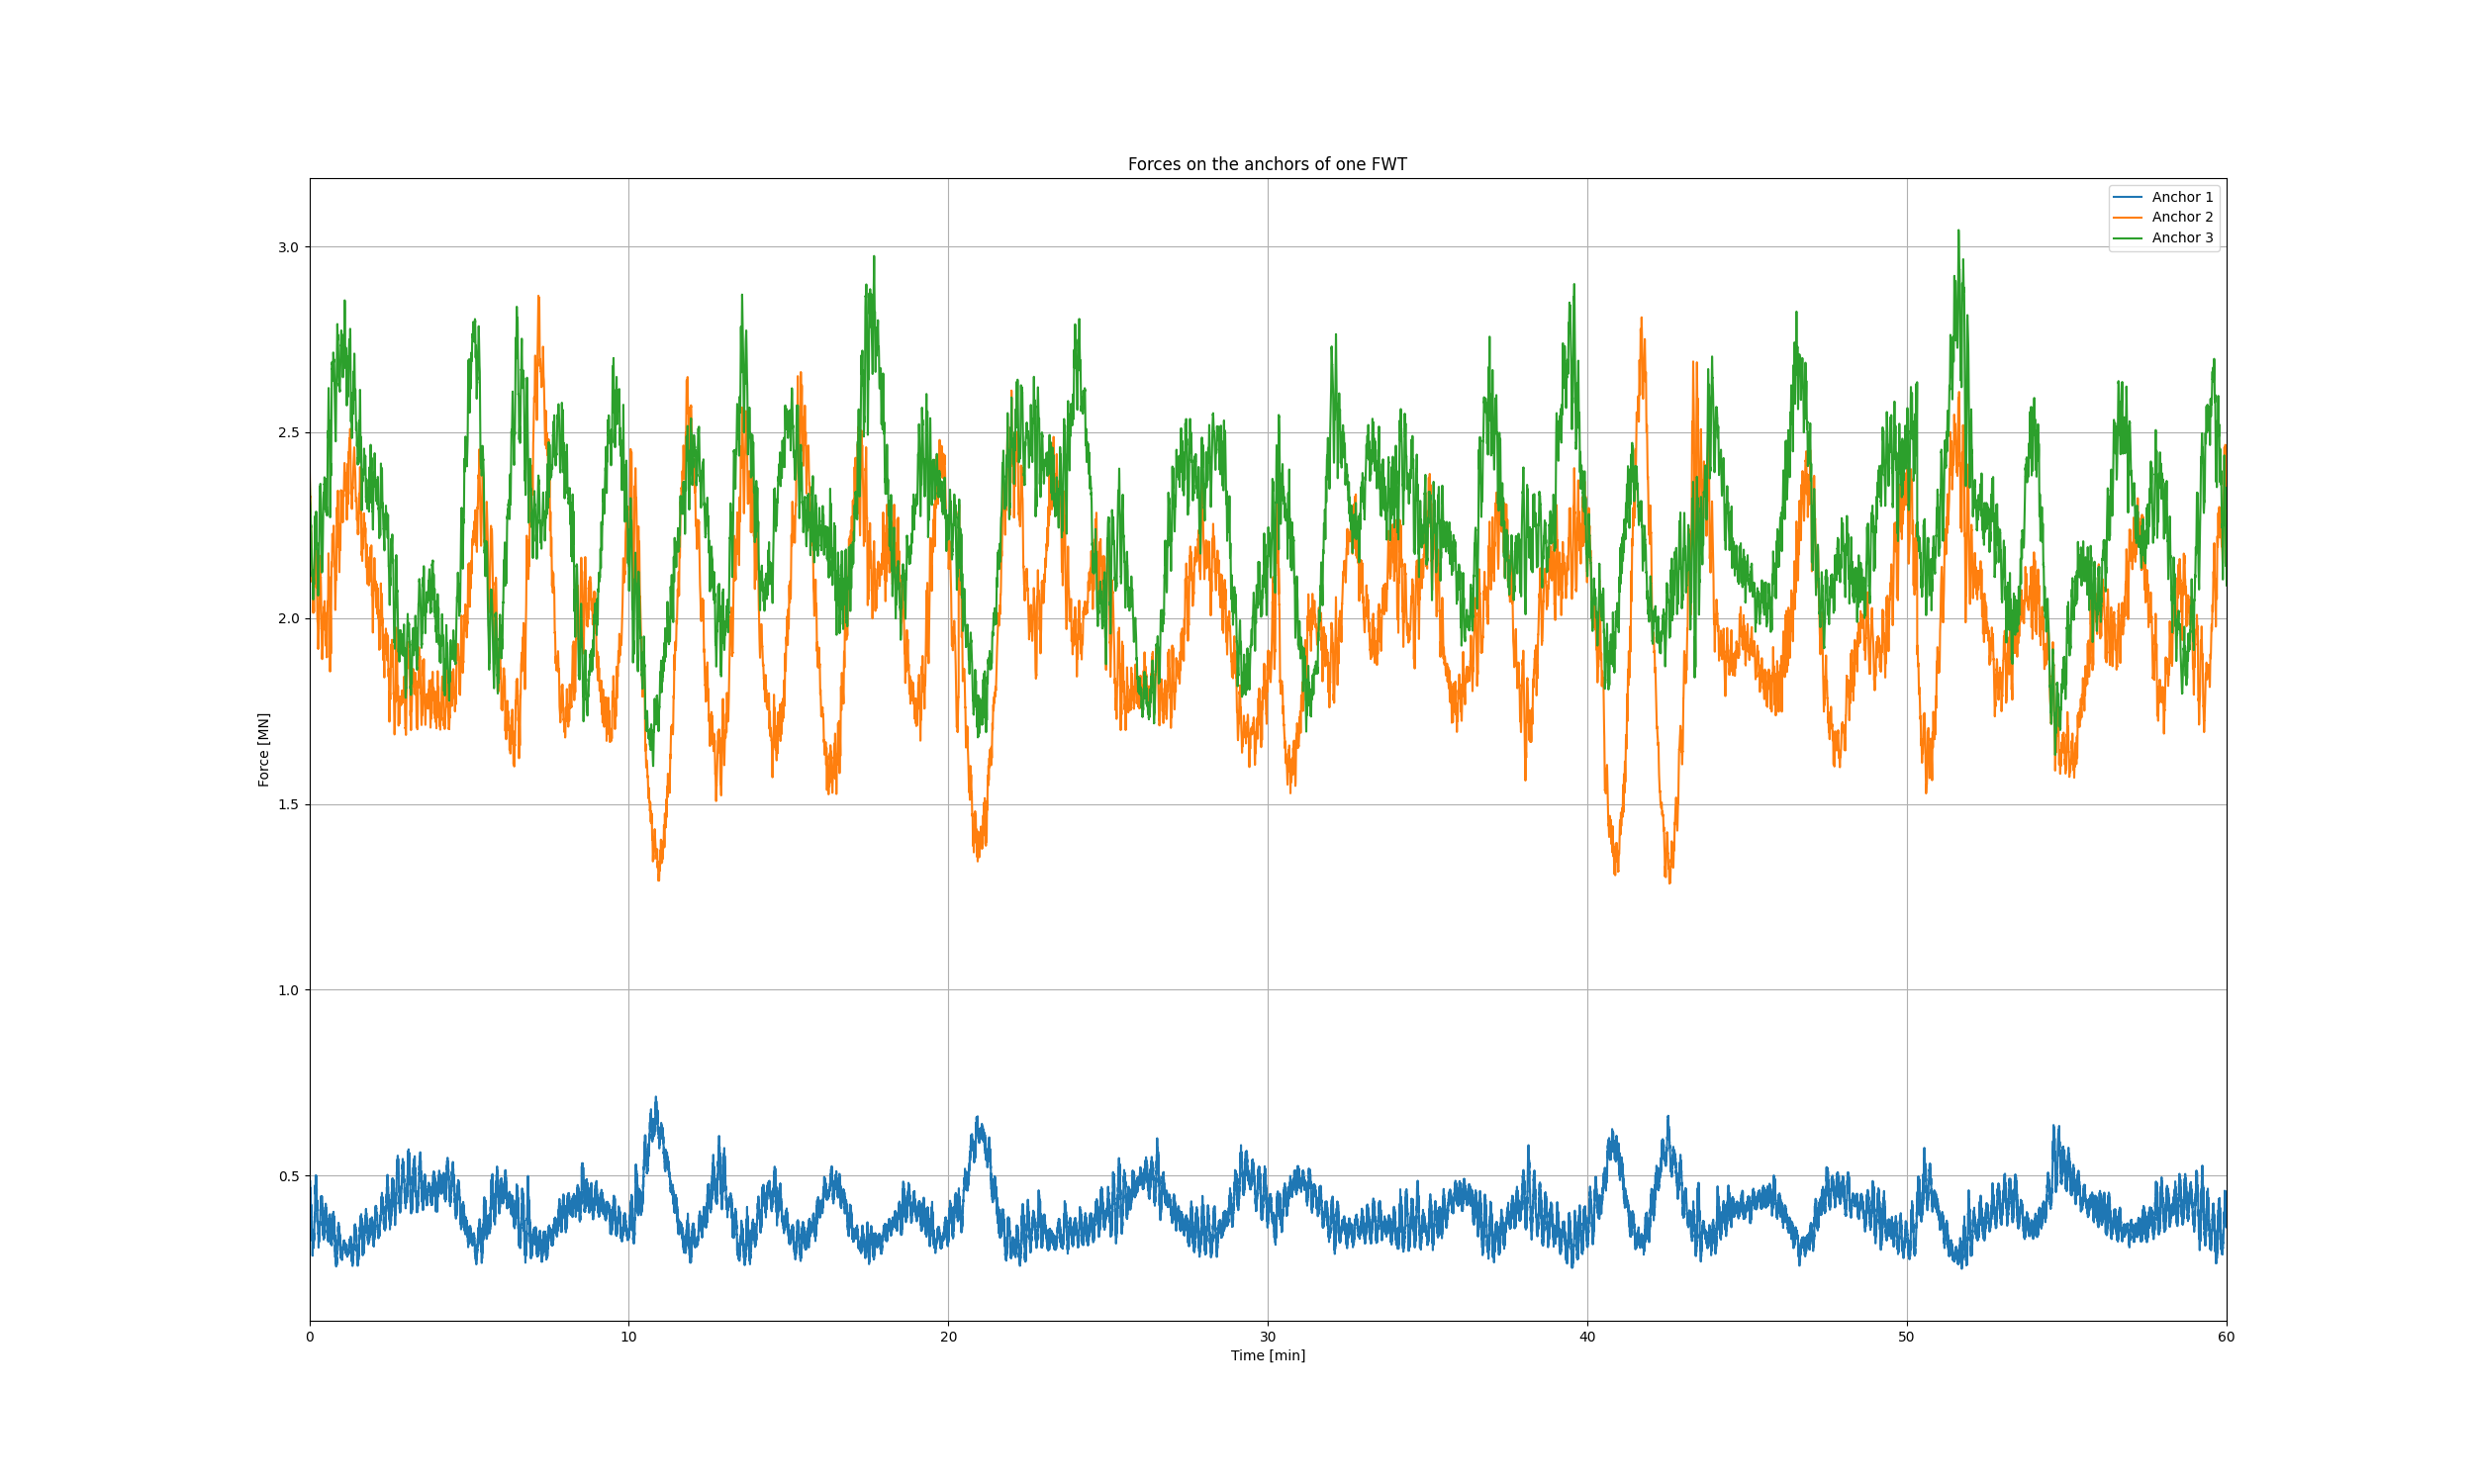 Forces on the anchors of one FWT
Anchor 1
Anchor 2
Anchor 3
Force [MN]
3.0
2.5
2.0
1.5
1.0
0.5
0 10 20 30 40 50 60
Time [min]